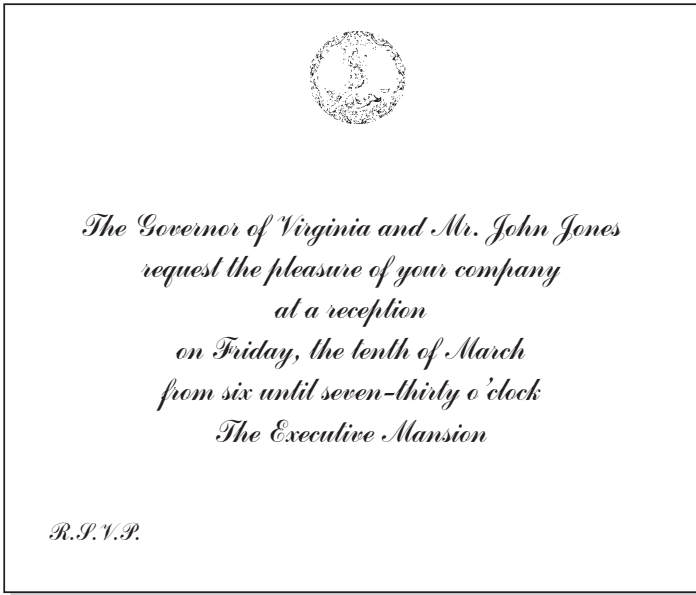 The Governor of Virginia and Mr. John Jones
request the pleasure of your company
at a reception
on Friday, the tenth of March
from six until seven-thirty o'clock
The Executive Mansion
R.S.V.P.